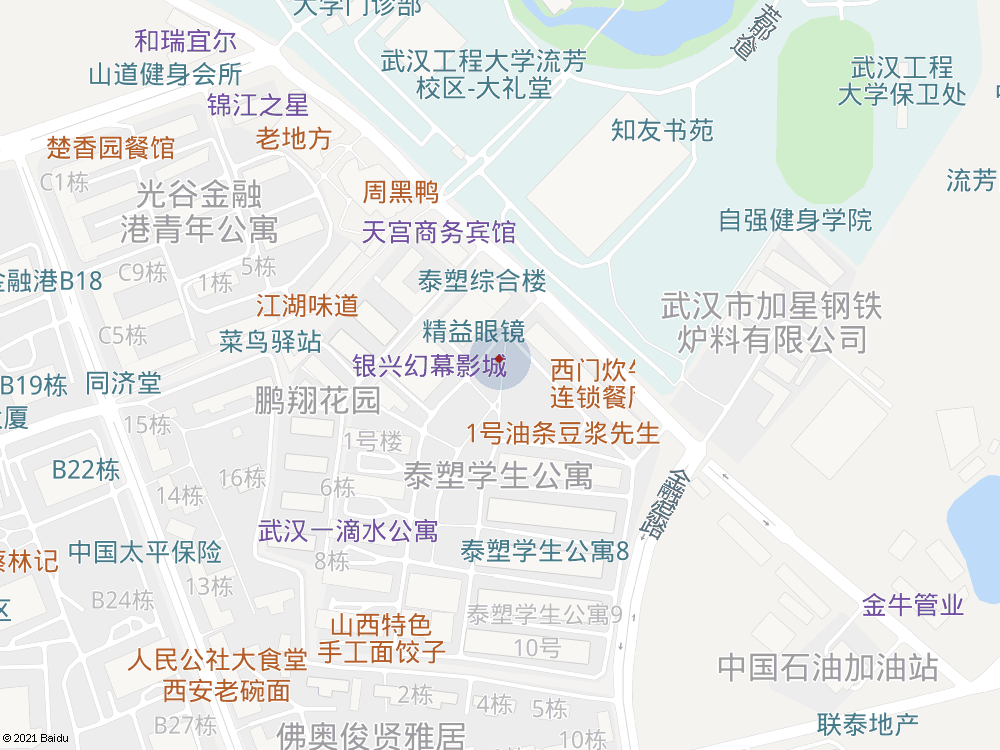 大学门诊部
茅郡道
和瑞宜尔
山道健身会所
武汉工程大学流芳
校区-大礼堂
武汉工程
大学保卫处
锦江之星
老地方
知友书苑
楚香园餐馆
C1栋
光谷金融
港青年公寓
周黑鸭
流芳
天宫商务宾馆
自强健身学院
C9栋
1栋
5栋
金融港B18
泰塑综合楼
江湖味道
武汉市加星钢铁
炉料有限公司
C5栋
菜鸟驿站
精益眼镜
银兴幻幕影城
西门炊
连锁餐
B19栋
同济堂
鹏翔花园
大厦
15栋
1号楼
1号油条豆浆先生
B22栋
16栋
14栋
6栋
泰塑学生公寓
金融港路
武汉一滴水公寓
中国太平保险
8栋
泰塑学生公寓8
蔡林记
13栋
B24栋
区
泰塑学生公寓9
金牛管业
山西特色
手工面饺子
10号
人民公社大食堂
西安老碗面
中国石油加油站
2栋
4栋
5栋
B27栋
佛奥俊贤雅居
10栋
联泰地产
© 2021 Baidu